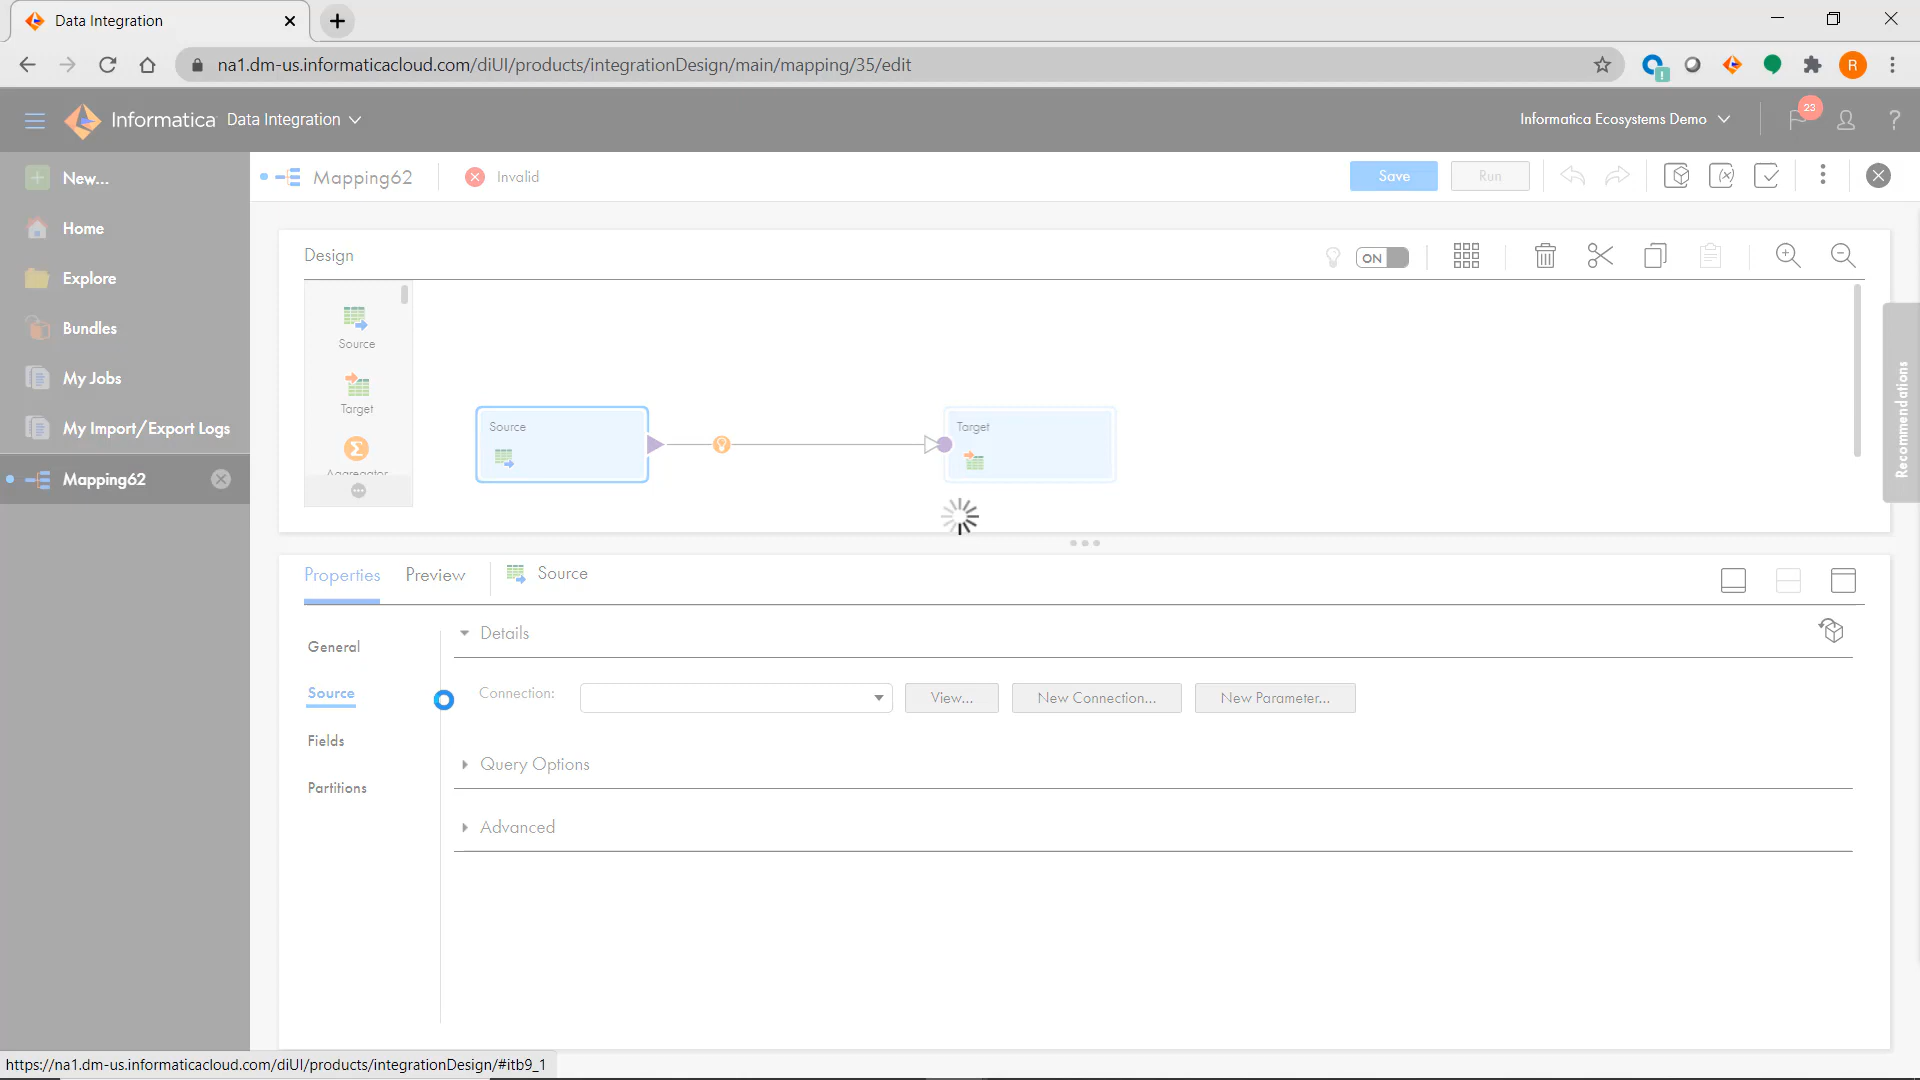 Data Integration
na1.dm-us.informaticacloud.com/diUI/products/integrationDesign/main/mapping/35/edit
R
Informatica Data Integration
Informatica Ecosystems Demo
23
?
New...
Home
Explore
Bundles
My Jobs
My Import/Export Logs
Mapping62
Mapping62
Invalid
Save
Run
Design
ON
Source
Target
Aggregator
Source
Target
Recommendations
Properties
Preview
Source
General
Source
Fields
Partitions
Details
Connection:
View...
New Connection...
New Parameter...
Query Options
Advanced
https://na1.dm-us.informaticacloud.com/diUI/products/integrationDesign/#itb9_1